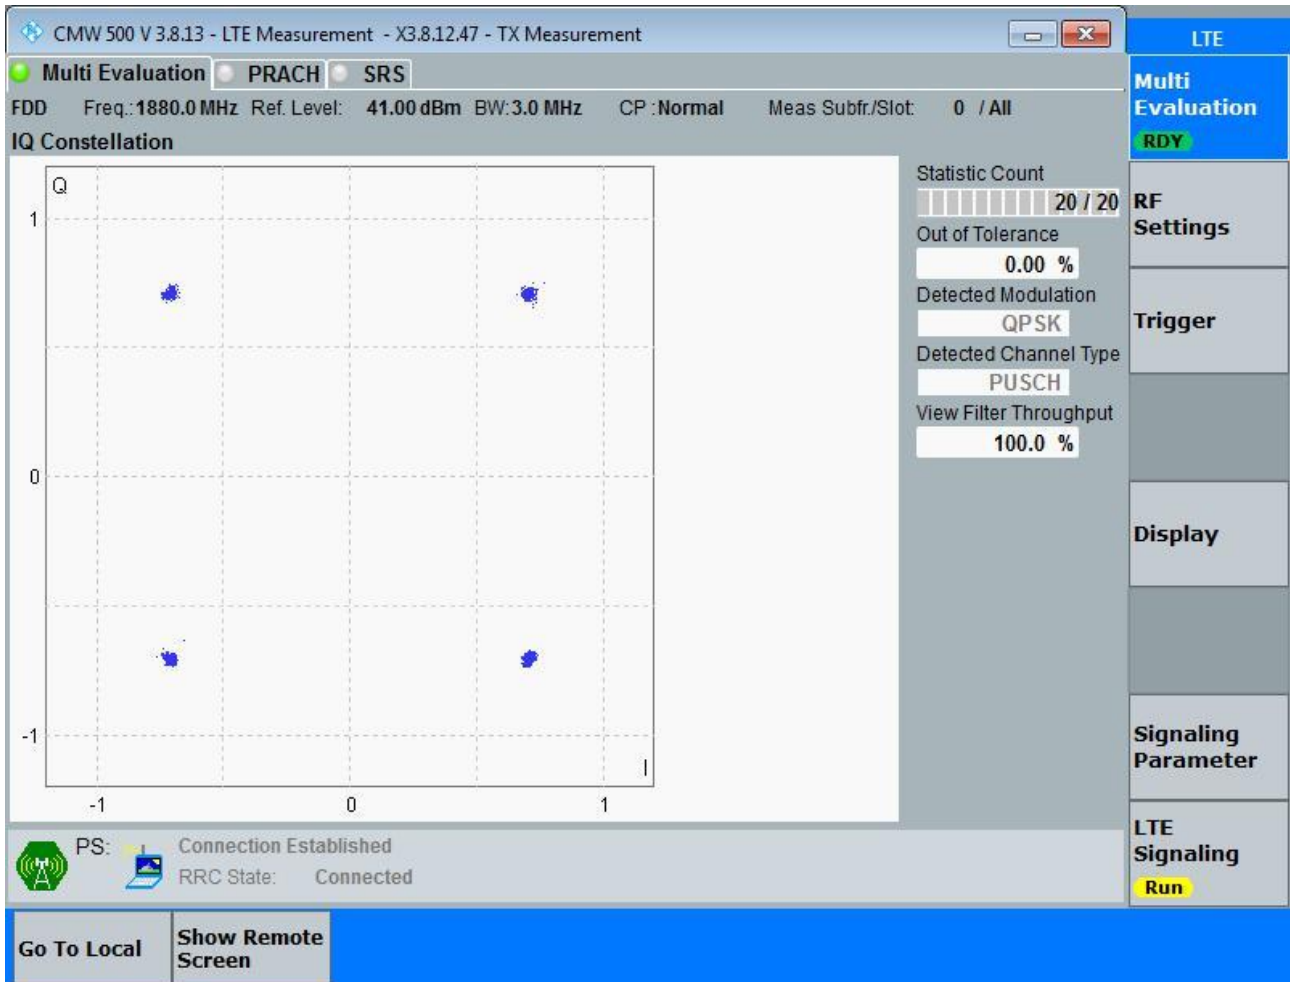 CMW 500 V 3.8.13 - LTE Measurement - X3.8.12.47 - TX Measurement
LTE
Multi Evaluation PRACH SRS
FDD Freq.:1880.0 MHz Ref. Level: 41.00 dBm BW:3.0 MHz CP :Normal Meas Subfr./Slot: 0 / All
IQ Constellation
Q
1
0
-1
I
-1 0 1
Statistic Count
20 / 20
Out of Tolerance
0.00 %
Detected Modulation
QPSK
Detected Channel Type
PUSCH
View Filter Throughput
100.0 %
Multi
Evaluation
RDY
RF
Settings
Trigger
Display
Signaling
Parameter
LTE
Signaling
Run
PS: Connection Established
RRC State: Connected
Go To Local
Show Remote
Screen